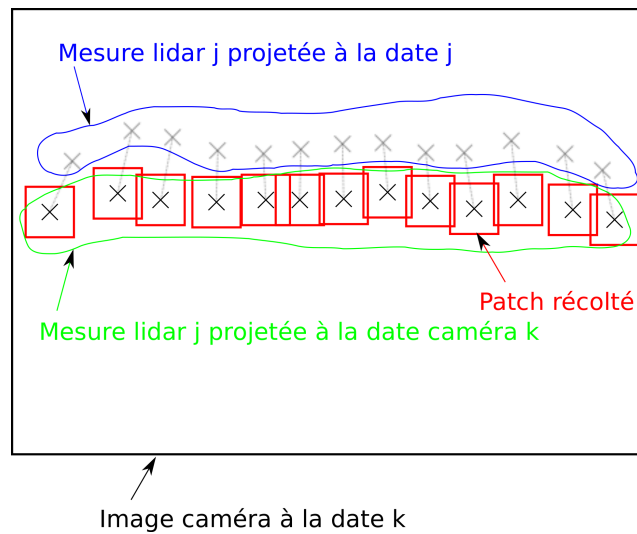 Mesure lidar j projetée à la date j
Patch récolté
Mesure lidar j projetée à la date caméra k
Image caméra à la date k